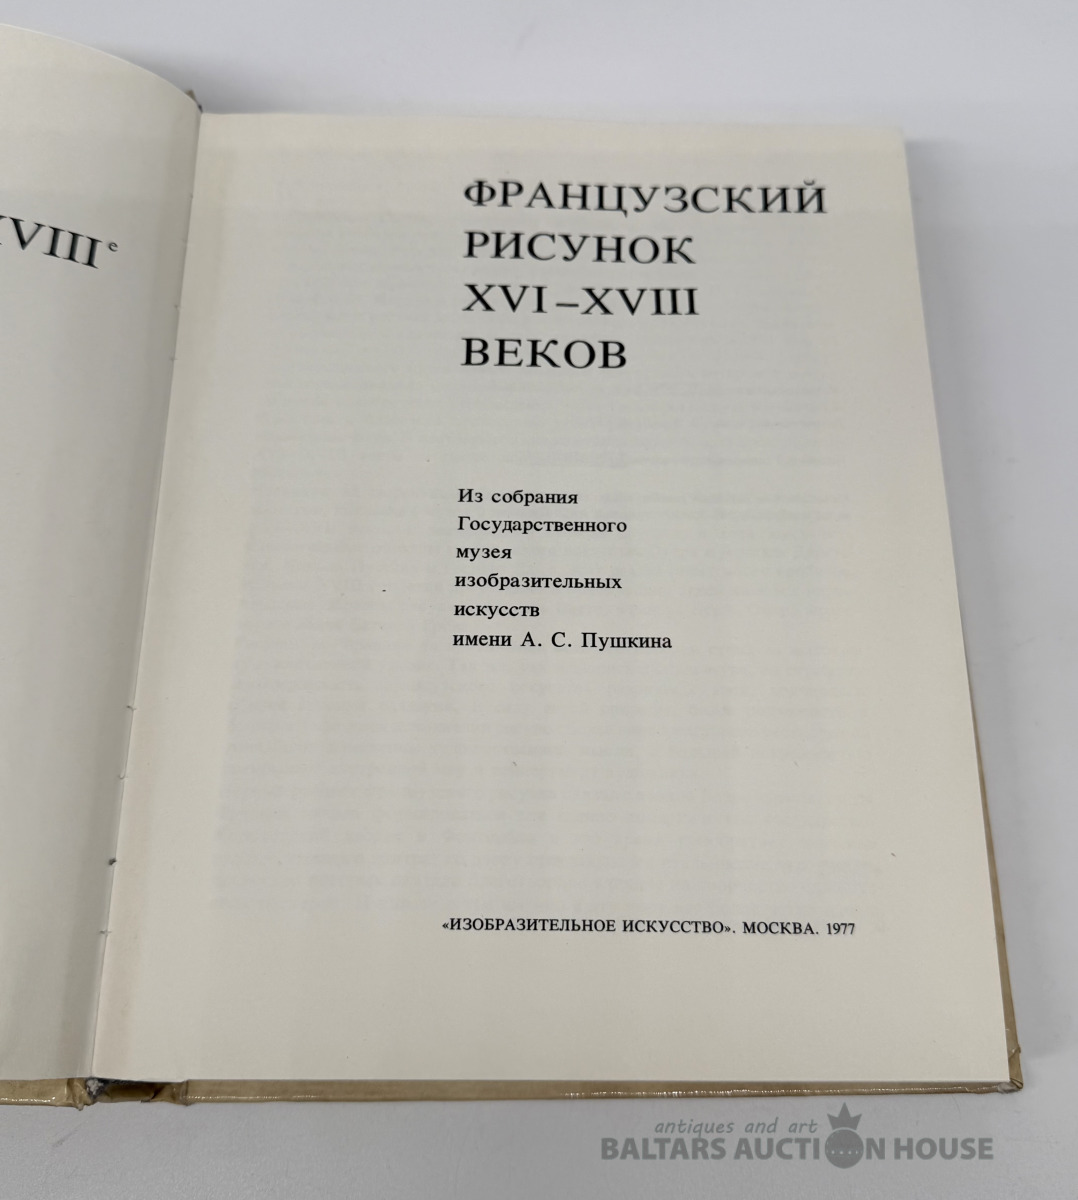 XVIIIe
ФРАНЦУЗСКИЙ
РИСУНОК
XVI–XVIII
ВЕКОВ
Из собрания
Государственного
музея
изобразительных
искусств
имени А. С. Пушкина
«ИЗОБРАЗИТЕЛЬНОЕ ИСКУССТВО». МОСКВА. 1977
antiques and art
BALTARS AUCTION HOUSE